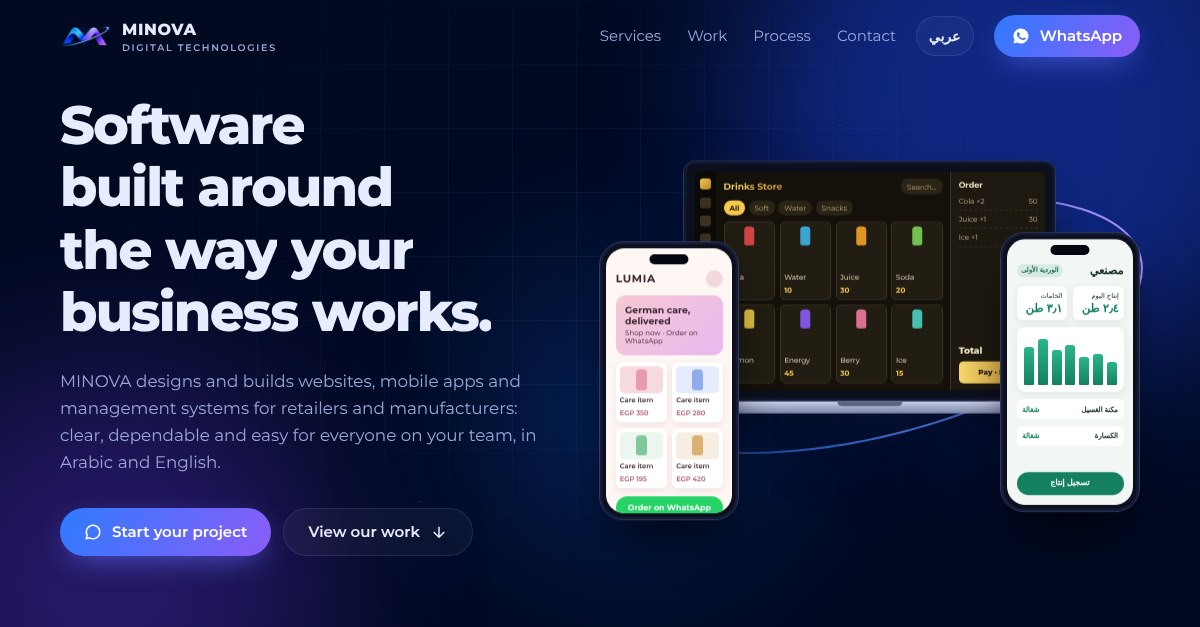 MINOVA
DIGITAL TECHNOLOGIES
Services
Work
Process
Contact
عربي
WhatsApp
Software
built around
the way your
business works.
MINOVA designs and builds websites, mobile apps and
management systems for retailers and manufacturers:
clear, dependable and easy for everyone on your team, in
Arabic and English.
Start your project
View our work
Drinks Store
Search...
All
Soft
Water
Snacks
Water
10
Juice
30
Soda
20
Energy
45
Berry
30
Ice
15
Order
Cola ×2
50
Juice ×1
30
Ice ×1
Total
Pay
LUMIA
German care,
delivered
Shop now · Order on
WhatsApp
Care item
EGP 350
Care item
EGP 280
Care item
EGP 195
Care item
EGP 420
Order on WhatsApp
مصنعي
الوردية الأولى
إنتاج اليوم
٢٫٤ طن
الخامات
٣٫١ طن
مكنة الغسيل
شغالة
الكسارة
شغالة
تسجيل إنتاج